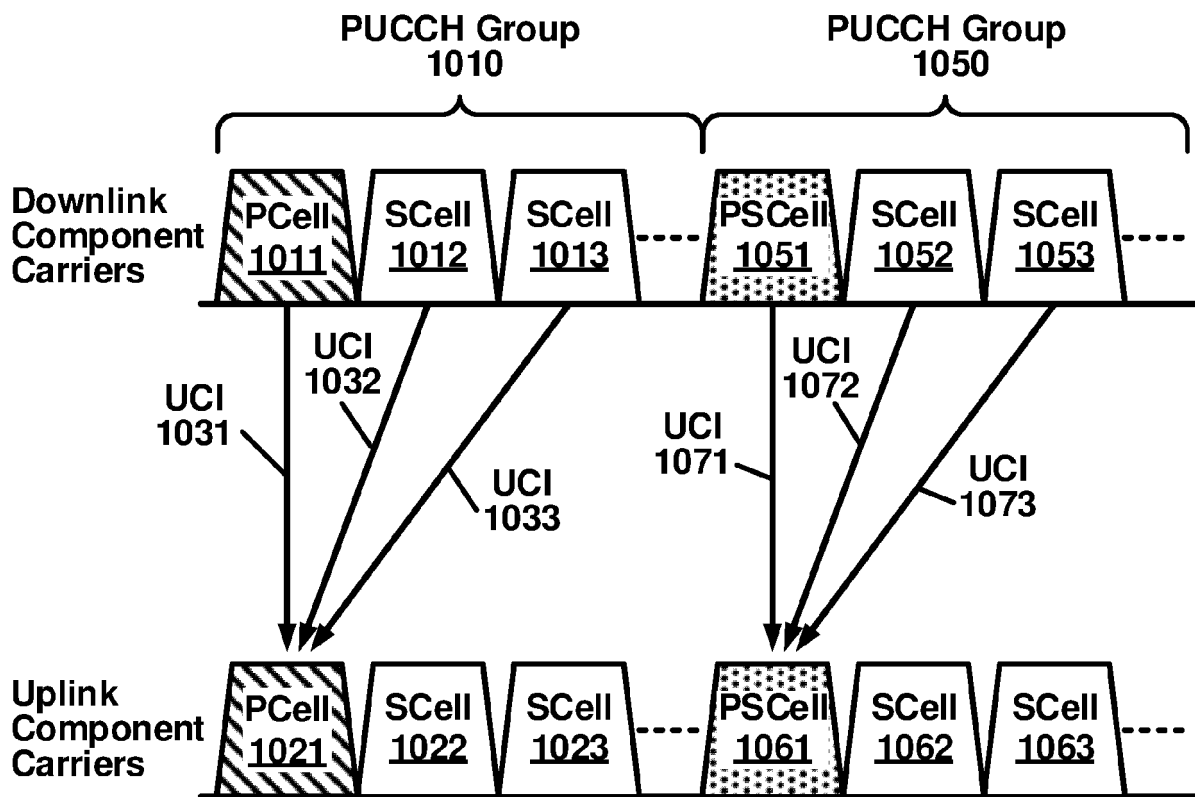 PUCCH Group
1010
PUCCH Group
1050
Downlink
Component
Carriers
PCell
1011
SCell
1012
SCell
1013
PSCell
1051
SCell
1052
SCell
1053
UCI
1031
UCI
1032
UCI
1033
UCI
1071
UCI
1072
UCI
1073
Uplink
Component
Carriers
PCell
1021
SCell
1022
SCell
1023
PSCell
1061
SCell
1062
SCell
1063